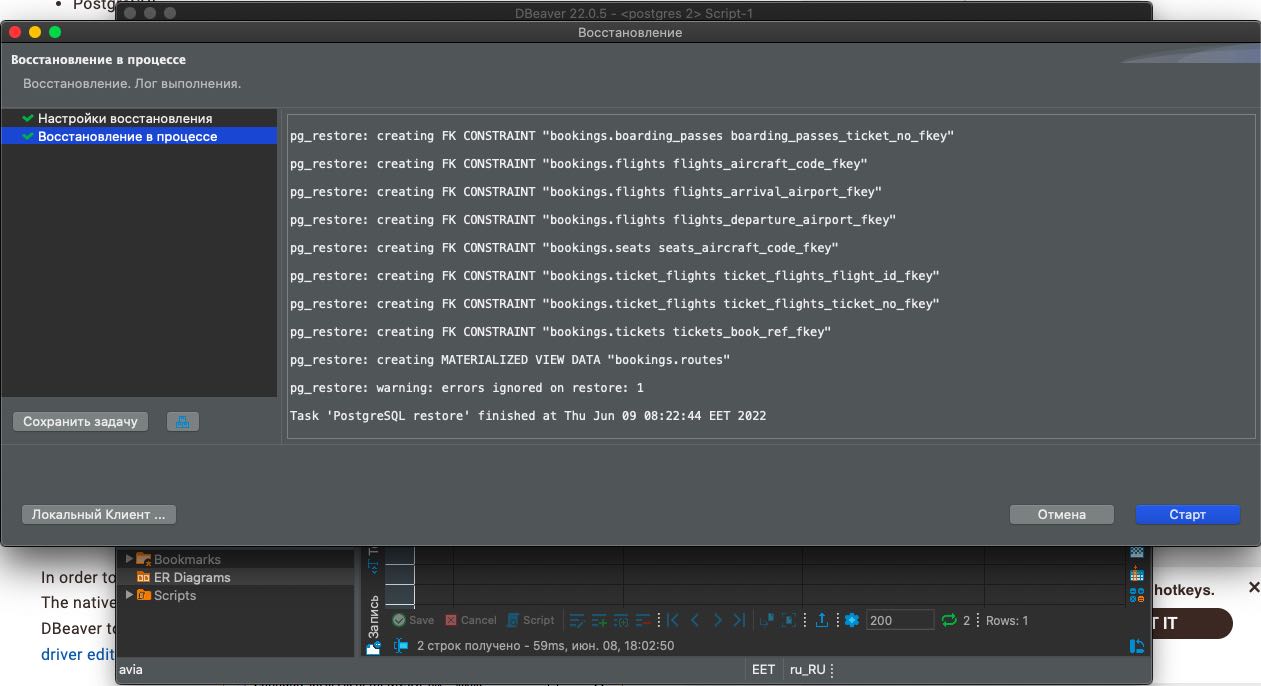 DBeaver 22.0.5 - <postgres 2> Script-1
Восстановление
Восстановление в процессе
Восстановление. Лог выполнения.
Настройки восстановления
Восстановление в процессе
pg_restore: creating FK CONSTRAINT "bookings.boarding_passes boarding_passes_ticket_no_fkey"
pg_restore: creating FK CONSTRAINT "bookings.flights flights_aircraft_code_fkey"
pg_restore: creating FK CONSTRAINT "bookings.flights flights_arrival_airport_fkey"
pg_restore: creating FK CONSTRAINT "bookings.flights flights_departure_airport_fkey"
pg_restore: creating FK CONSTRAINT "bookings.seats seats_aircraft_code_fkey"
pg_restore: creating FK CONSTRAINT "bookings.ticket_flights ticket_flights_flight_id_fkey"
pg_restore: creating FK CONSTRAINT "bookings.ticket_flights ticket_flights_ticket_no_fkey"
pg_restore: creating FK CONSTRAINT "bookings.tickets tickets_book_ref_fkey"
pg_restore: creating MATERIALIZED VIEW DATA "bookings.routes"
pg_restore: warning: errors ignored on restore: 1
Task 'PostgreSQL restore' finished at Thu Jun 09 08:22:44 EET 2022
Сохранить задачу
Локальный Клиент ...
Отмена
Старт
Bookmarks
ER Diagrams
Scripts
In order to
The native
DBeaver to
driver edit
Запись
Save
Cancel
Script
200
2
Rows: 1
2 строк получено - 59ms, июн. 08, 18:02:50
hotkeys.
IT
avia
EET
ru_RU